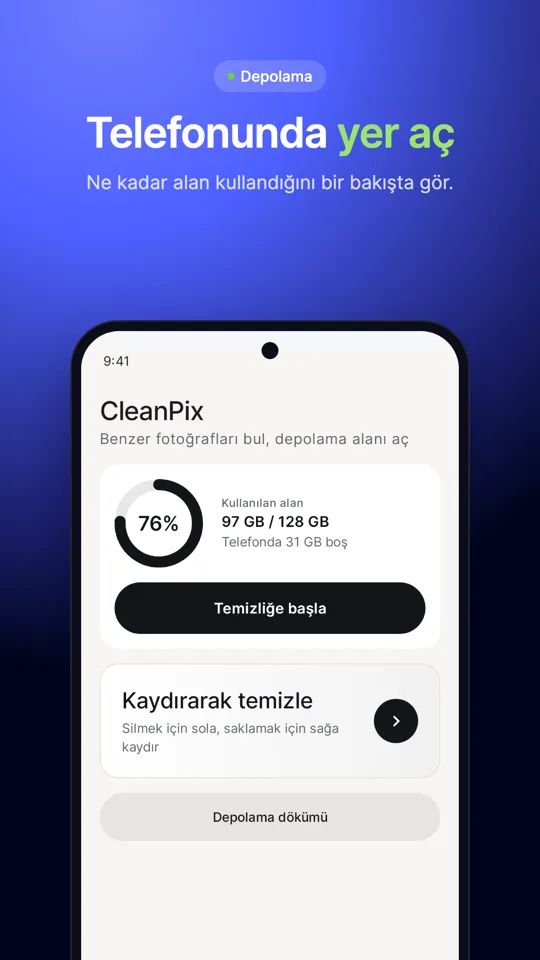 Depolama
Telefonunda yer aç
Ne kadar alan kullandığını bir bakışta gör.
9:41
CleanPix
Benzer fotoğrafları bul, depolama alanı aç
76%
Kullanılan alan
97 GB / 128 GB
Telefonda 31 GB boş
Temizliğe başla
Kaydırarak temizle
Silmek için sola, saklamak için sağa
kaydır
Depolama dökümü